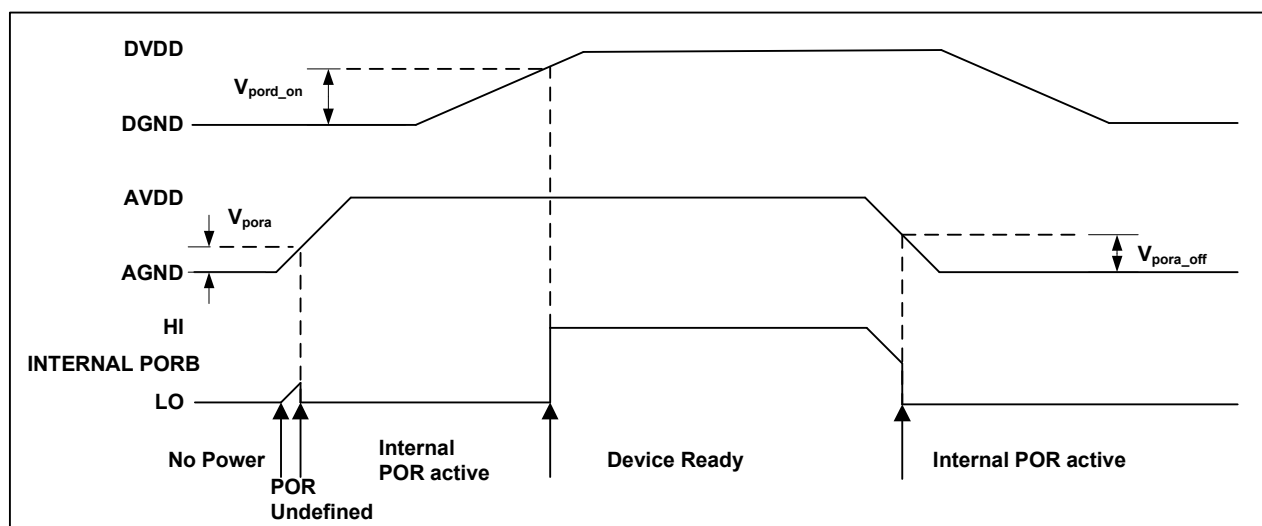 DVDD
Vpord_on
DGND
AVDD
Vpora
AGND
Vpora_off
HI
INTERNAL PORB
LO
No Power
POR
Undefined
Internal
POR active
Device Ready
Internal POR active